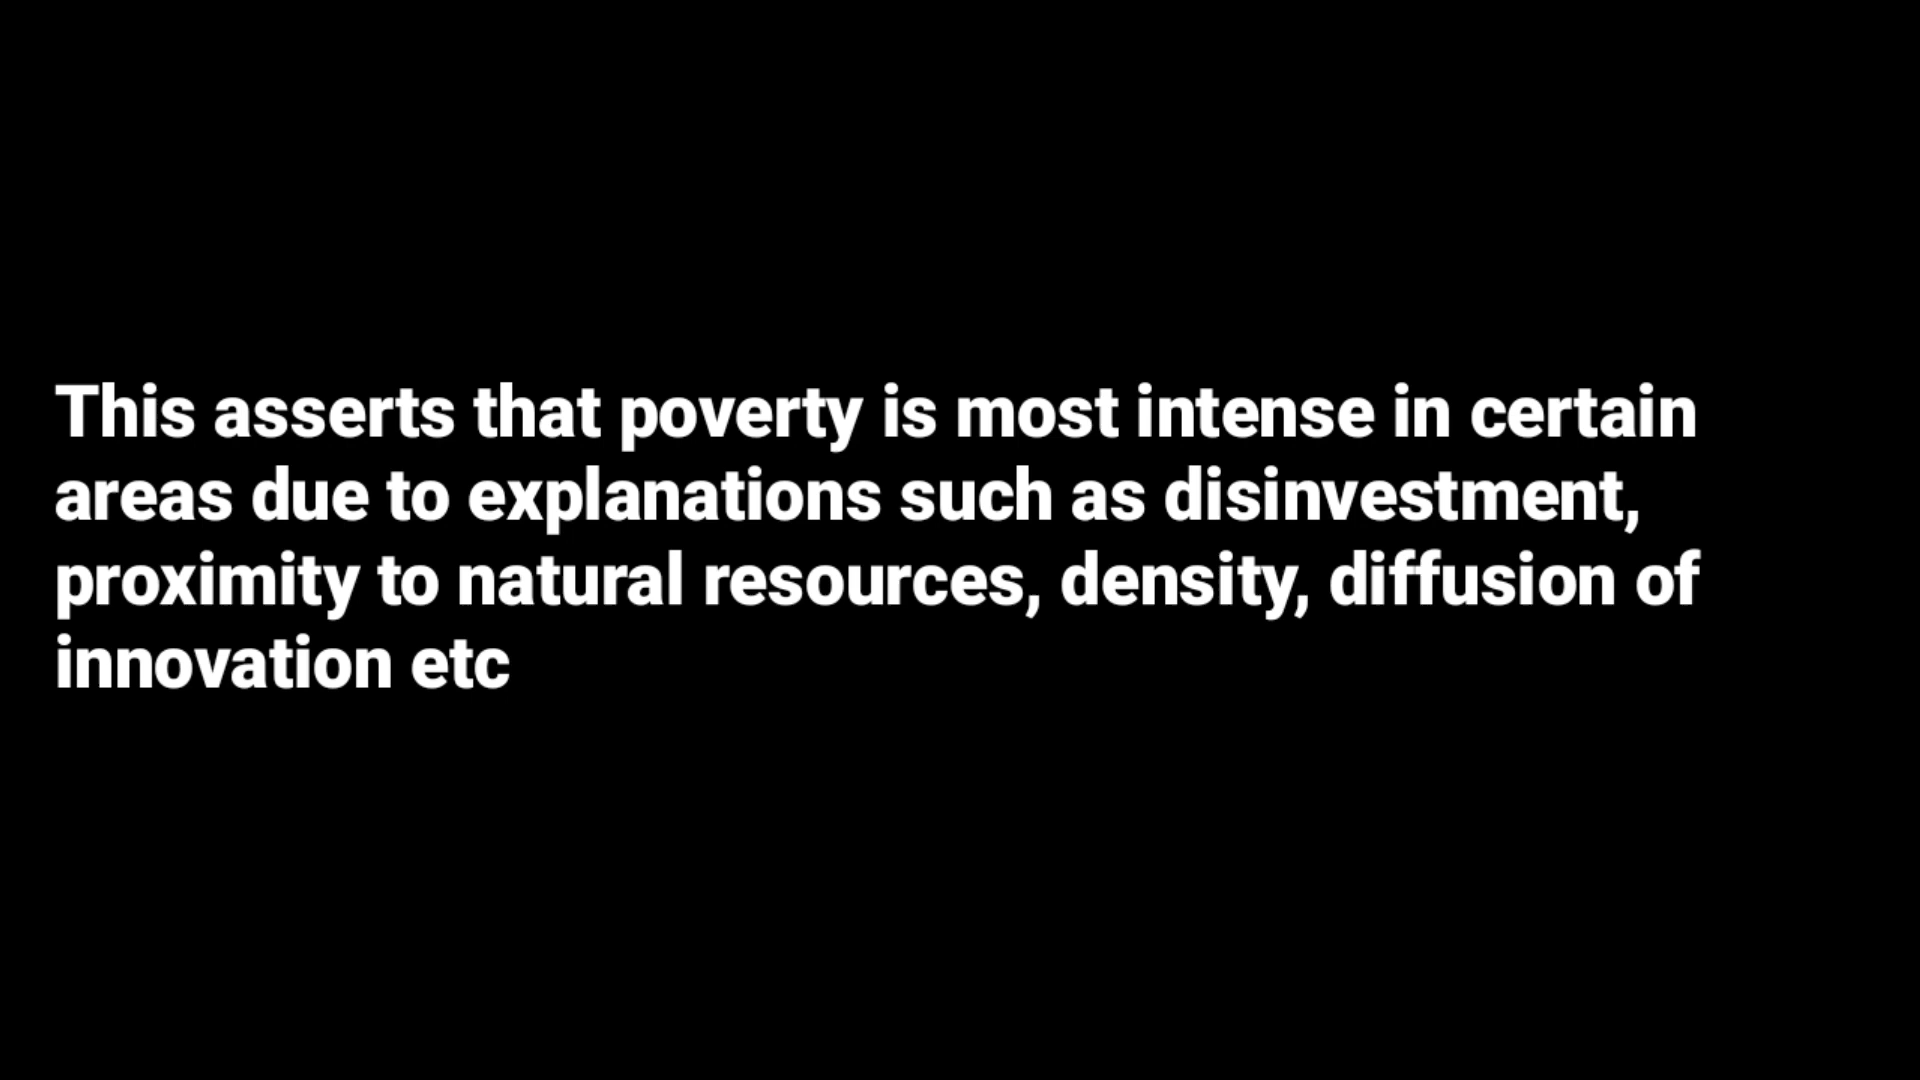 This asserts that poverty is most intense in certain
areas due to explanations such as disinvestment,
proximity to natural resources, density, diffusion of
innovation etc